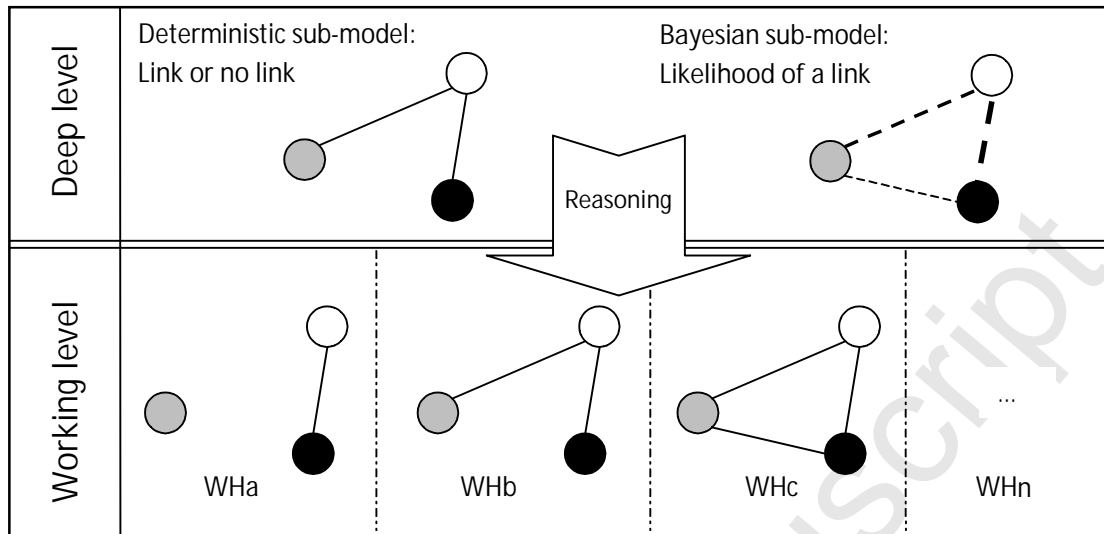 Deep level
Deterministic sub-model:
Link or no link
Bayesian sub-model:
Likelihood of a link
Reasoning
Working level
WHa
WHb
WHc
...
WHn